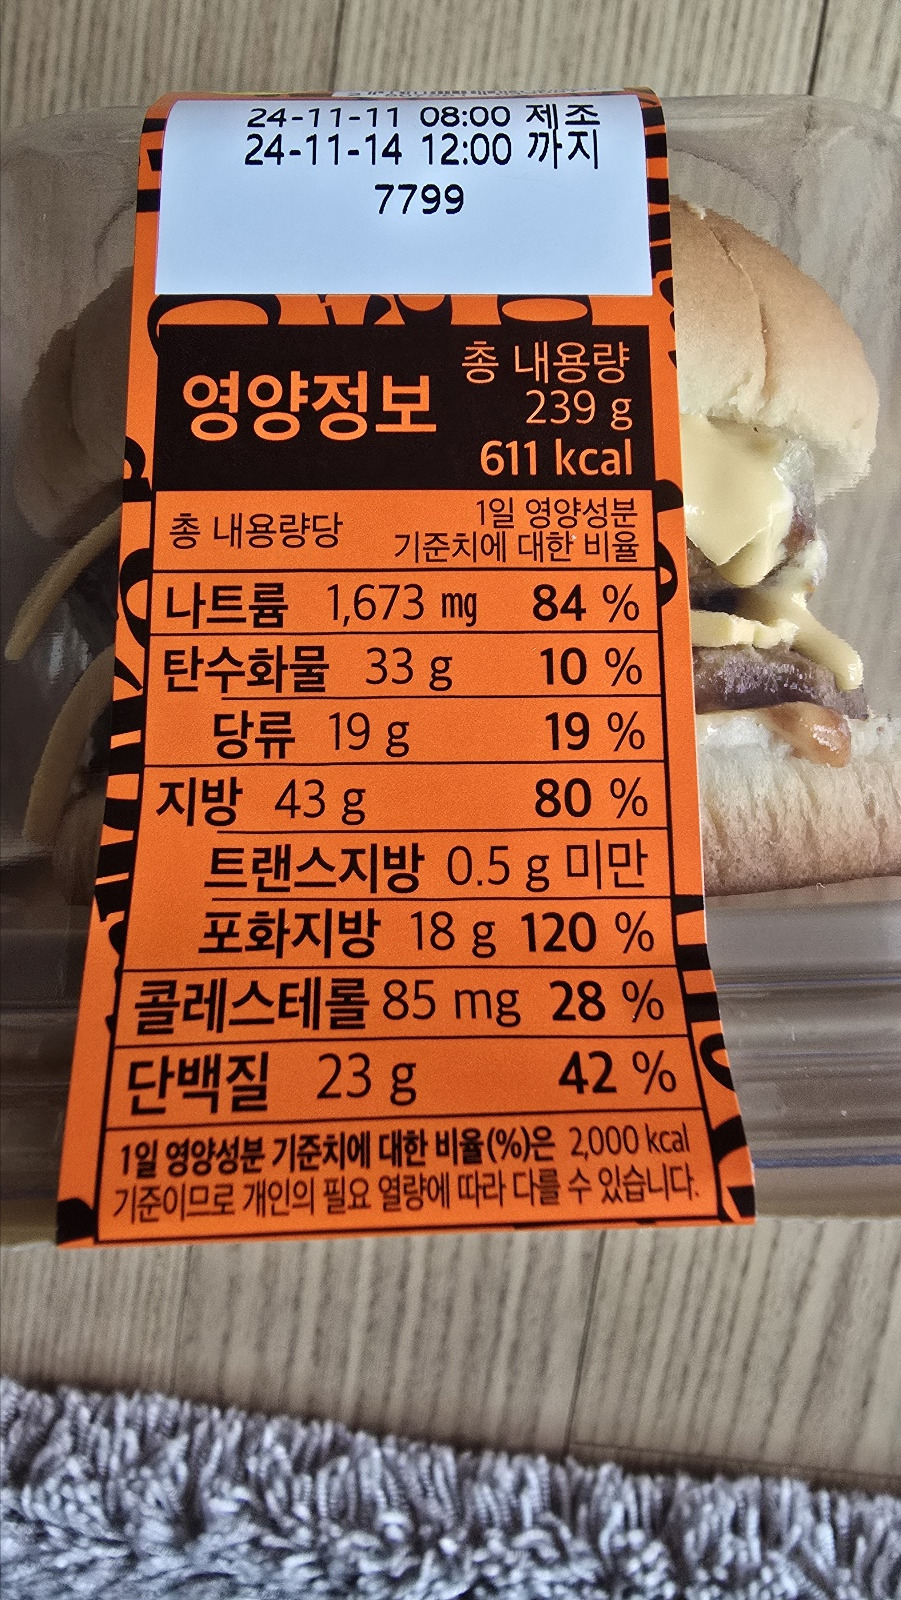 24-11-11 08:00 제조
24-11-14 12:00 까지
7799
영양정보
총 내용량
239 g
611 kcal
총 내용량당
1일 영양성분
기준치에 대한 비율
나트륨 1,673 mg 84 %
탄수화물 33 g 10 %
당류 19 g 19 %
지방 43 g 80 %
트랜스지방 0.5 g 미만
포화지방 18 g 120 %
콜레스테롤 85 mg 28 %
단백질 23 g 42 %
1일 영양성분 기준치에 대한 비율(%)은 2,000 kcal
기준이므로 개인의 필요 열량에 따라 다를 수 있습니다.